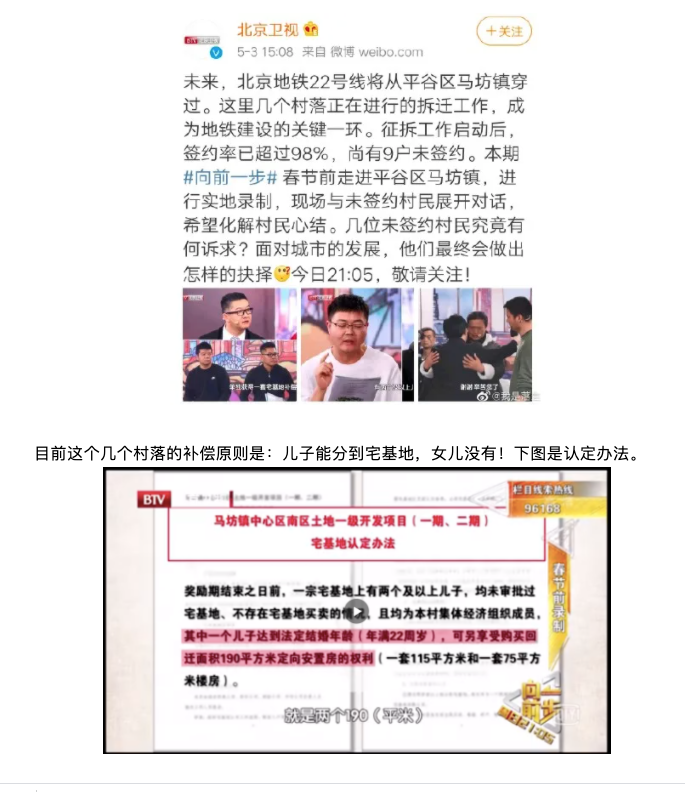 北京卫视
+关注
5-3 15:08 来自 微博 weibo.com
未来，北京地铁22号线将从平谷区马坊镇穿
过。这里几个村落正在进行的拆迁工作，成
为地铁建设的关键一环。征拆工作启动后，
签约率已超过98%，尚有9户未签约。本期
#向前一步# 春节前走进平谷区马坊镇，进
行实地录制，现场与未签约村民展开对话，
希望化解村民心结。几位未签约村民究竟有
何诉求？面对城市的发展，他们最终会做出
怎样的抉择🤔今日21:05，敬请关注！
谢谢 辛苦您了
目前这个几个村落的补偿原则是：儿子能分到宅基地，女儿没有！下图是认定办法。
BTV
栏目线索热线
96168
马坊镇中心区南区土地一级开发项目（一期、二期）
宅基地认定办法
奖励期结束之日前，一宗宅基地上有两个及以上儿子，均未审批过
宅基地、不存在宅基地买卖的情况，且均为本村集体经济组织成员，
其中一个儿子达到法定结婚年龄（年满22周岁），可另享受购买回
迁面积190平方米定向安置房的权利（一套115平方米和一套75平方
米楼房）。
春节前录制
就是两个190（平米）
向前一步